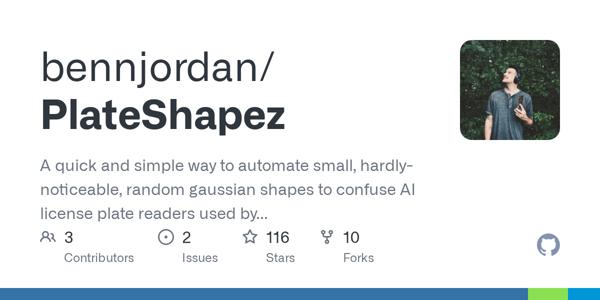 bennjordan/
PlateShapez
A quick and simple way to automate small, hardly-
noticeable, random gaussian shapes to confuse AI
license plate readers used by...
3 2 116 10
Contributors Issues Stars Forks